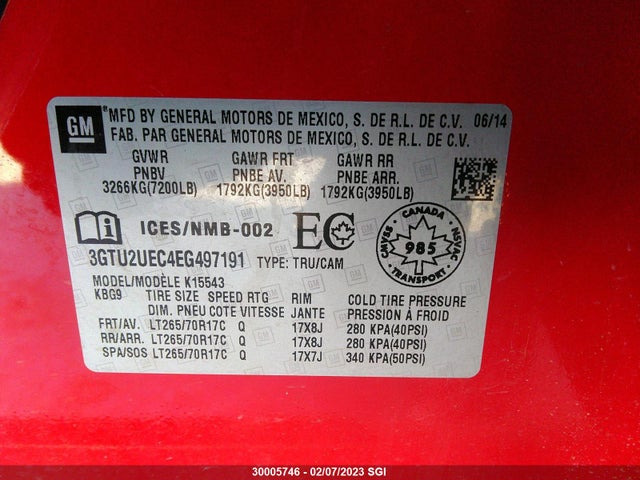 GM
MFD BY GENERAL MOTORS DE MEXICO, S. DE R.L. DE C.V. 06/14
FAB. PAR GENERAL MOTORS DE MEXICO, S. DE R.L. DE C.V.
GVWR GAWR FRT GAWR RR
PNBV PNBE AV. PNBE ARR.
3266KG(7200LB) 1792KG(3950LB) 1792KG(3950LB)
ICES/NMB-002 EC
CANADA
CMVSS 985 NSVAC
TRANSPORT
3GTU2UEC4EG497191 TYPE: TRU/CAM
MODEL/MODÈLE K15543
KBG9 TIRE SIZE SPEED RTG RIM COLD TIRE PRESSURE
DIM. PNEU COTE VITESSE JANTE PRESSION À FROID
FRT/AV. LT265/70R17C Q 17X8J 280 KPA(40PSI)
RR/ARR. LT265/70R17C Q 17X8J 280 KPA(40PSI)
SPA/SOS LT265/70R17C Q 17X7J 340 KPA(50PSI)
30005746 - 02/07/2023 SGI